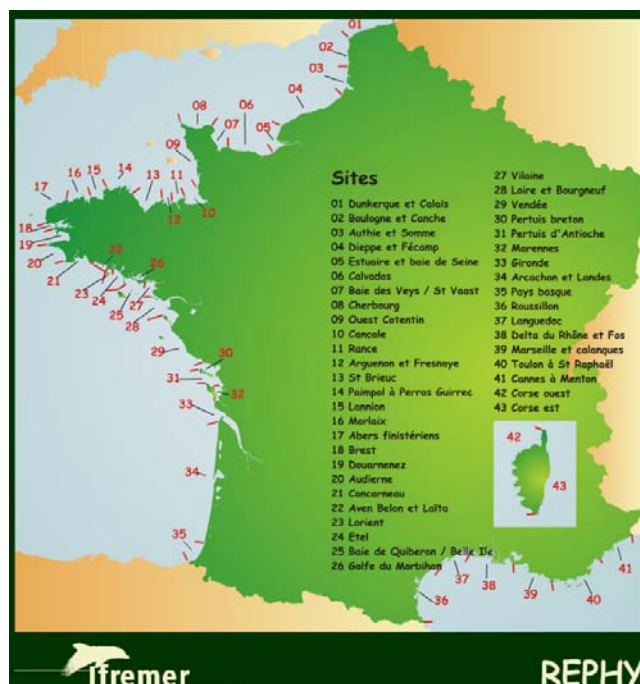 01
02
03
04
08
06
07
05
09
17
16
15
14
13
11
12
10
18
19
20
21
22
23
24
25
26
27
28
29
30
31
32
33
34
35
Sites
01 Dunkerque et Calais
02 Boulogne et Canche
03 Authie et Somme
04 Dieppe et Fécamp
05 Estuaire et baie de Seine
06 Calvados
07 Baie des Veys / St Vaast
08 Cherbourg
09 Ouest Cotentin
10 Cancale
11 Rance
12 Arguenon et Fresnaye
13 St Brieuc
14 Paimpol à Perros Guirrec
15 Lannion
16 Morlaix
17 Abers finistériens
18 Brest
19 Douarnenez
20 Audierne
21 Concarneau
22 Aven Belon et Laïta
23 Lorient
24 Etel
25 Baie de Quiberon / Belle Ile
26 Golfe du Morbihan
27 Vilaine
28 Loire et Bourgneuf
29 Vendée
30 Pertuis breton
31 Pertuis d'Antioche
32 Marennes
33 Gironde
34 Arcachon et Landes
35 Pays basque
36 Roussillon
37 Languedoc
38 Delta du Rhône et Fos
39 Marseille et calanques
40 Toulon à St Raphaël
41 Cannes à Menton
42 Corse ouest
43 Corse est
42
43
36
37
38
39
40
41
Ifremer
REPHY